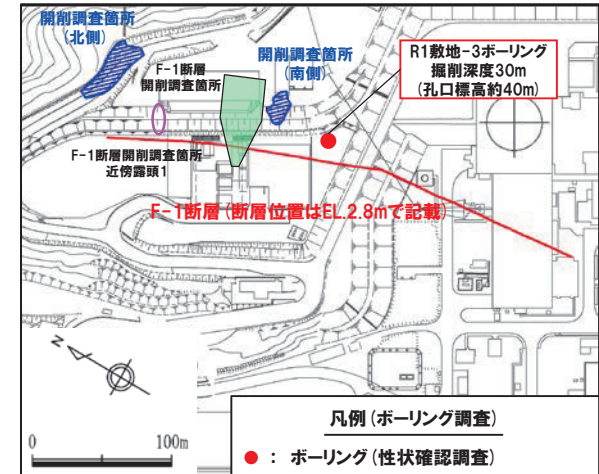 開削調査箇所
(北側)
F-1断層
開削調査箇所
開削調査箇所
(南側)
R1敷地-3ボーリング
掘削深度30m
(孔口標高約40m)
F-1断層開削調査箇所
近傍露頭1
F-1断層(断層位置はEL.2.8mで記載)
N
0 100m
凡例(ボーリング調査)
●: ボーリング(性状確認調査)